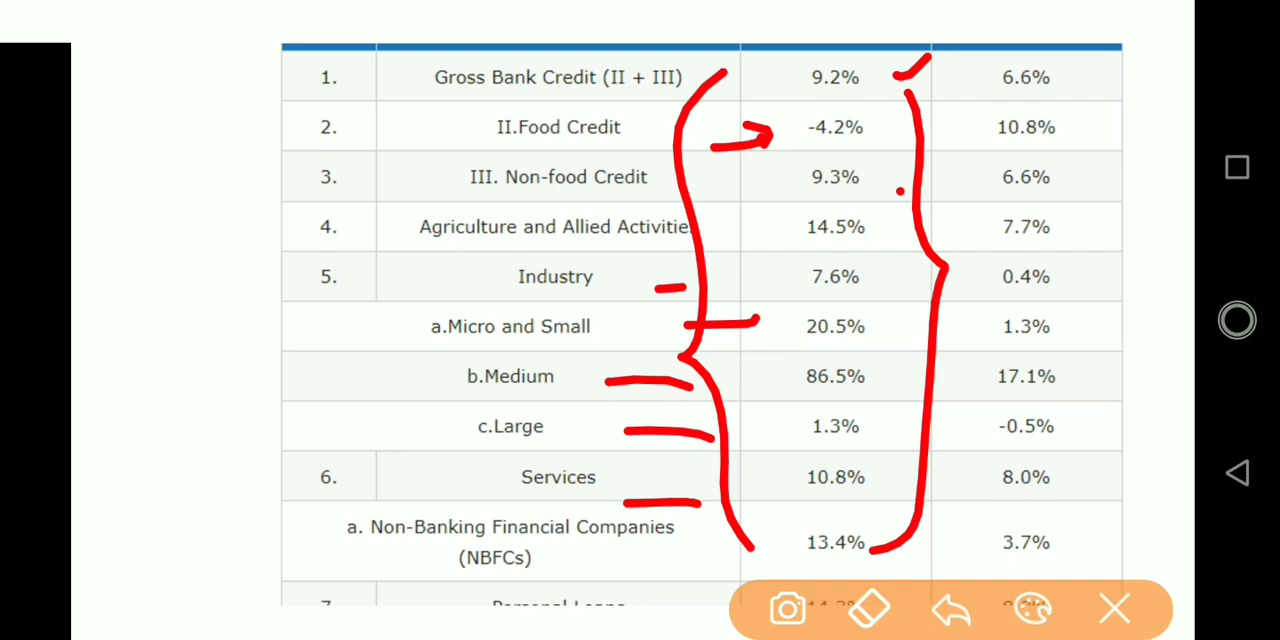 1. Gross Bank Credit (II + III) 9.2% 6.6%
2. II.Food Credit -4.2% 10.8%
3. III. Non-food Credit 9.3% 6.6%
4. Agriculture and Allied 14.5% 7.7%
5. Industry 7.6% 0.4%
a.Micro and Small 20.5% 1.3%
b.Medium 86.5% 17.1%
c.Large 1.3% -0.5%
6. Services 10.8% 8.0%
a. Non-Banking Financial Companies
(NBFCs) 13.4% 3.7%